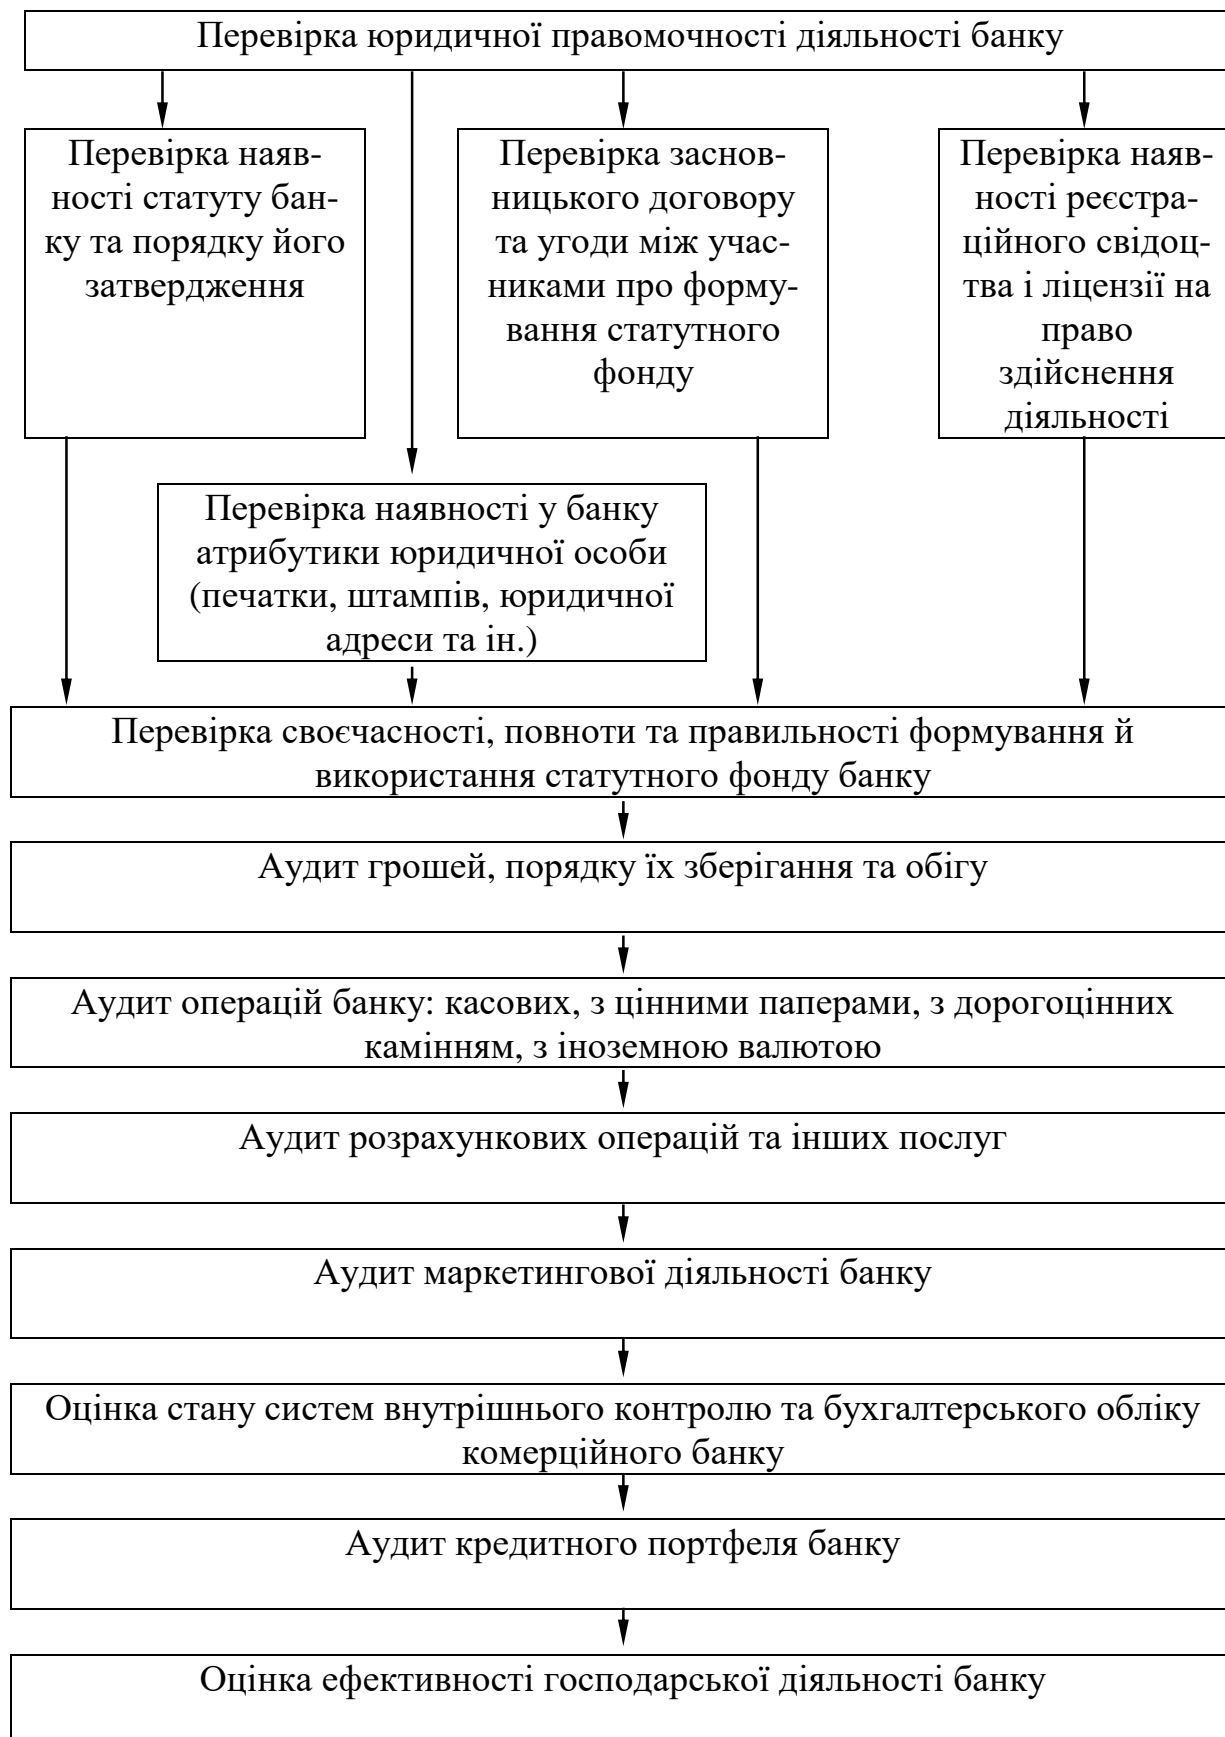 Перевірка юридичної правомочності діяльності банку
Перевірка наяв-
ності статуту бан-
ку та порядку його
затвердження
Перевірка заснов-
ницького договору
та угоди між учас-
никами про форму-
вання статутного
фонду
Перевірка наяв-
ності реєстра-
ційного свідоц-
тва і ліцензії на
право
здійснення
діяльності
Перевірка наявності у банку
атрибутики юридичної особи
(печатки, штампів, юридичної
адреси та ін.)
Перевірка своєчасності, повноти та правильності формування й
використання статутного фонду банку
Аудит грошей, порядку їх зберігання та обігу
Аудит операцій банку: касових, з цінними паперами, з дорогоцінних
камінням, з іноземною валютою
Аудит розрахункових операцій та інших послуг
Аудит маркетингової діяльності банку
Оцінка стану систем внутрішнього контролю та бухгалтерського обліку
комерційного банку
Аудит кредитного портфеля банку
Оцінка ефективності господарської діяльності банку